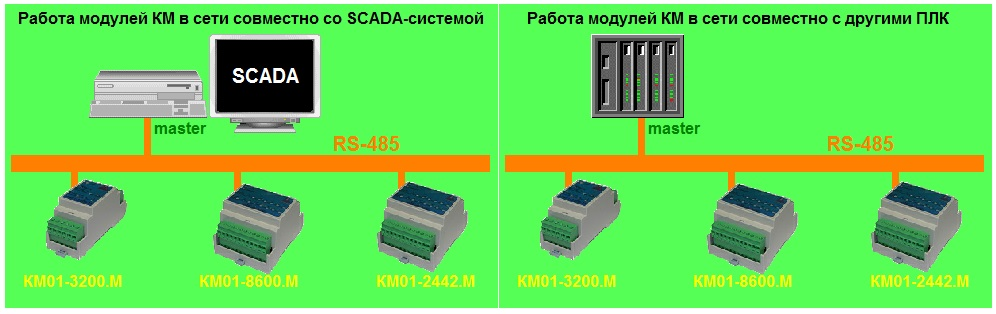 Работа модулей КМ в сети совместно со SCADA-системой
SCADA
master
RS-485
КМ01-3200.М
КМ01-8600.М
КМ01-2442.М
Работа модулей КМ в сети совместно с другими ПЛК
master
RS-485
КМ01-3200.М
КМ01-8600.М
КМ01-2442.М